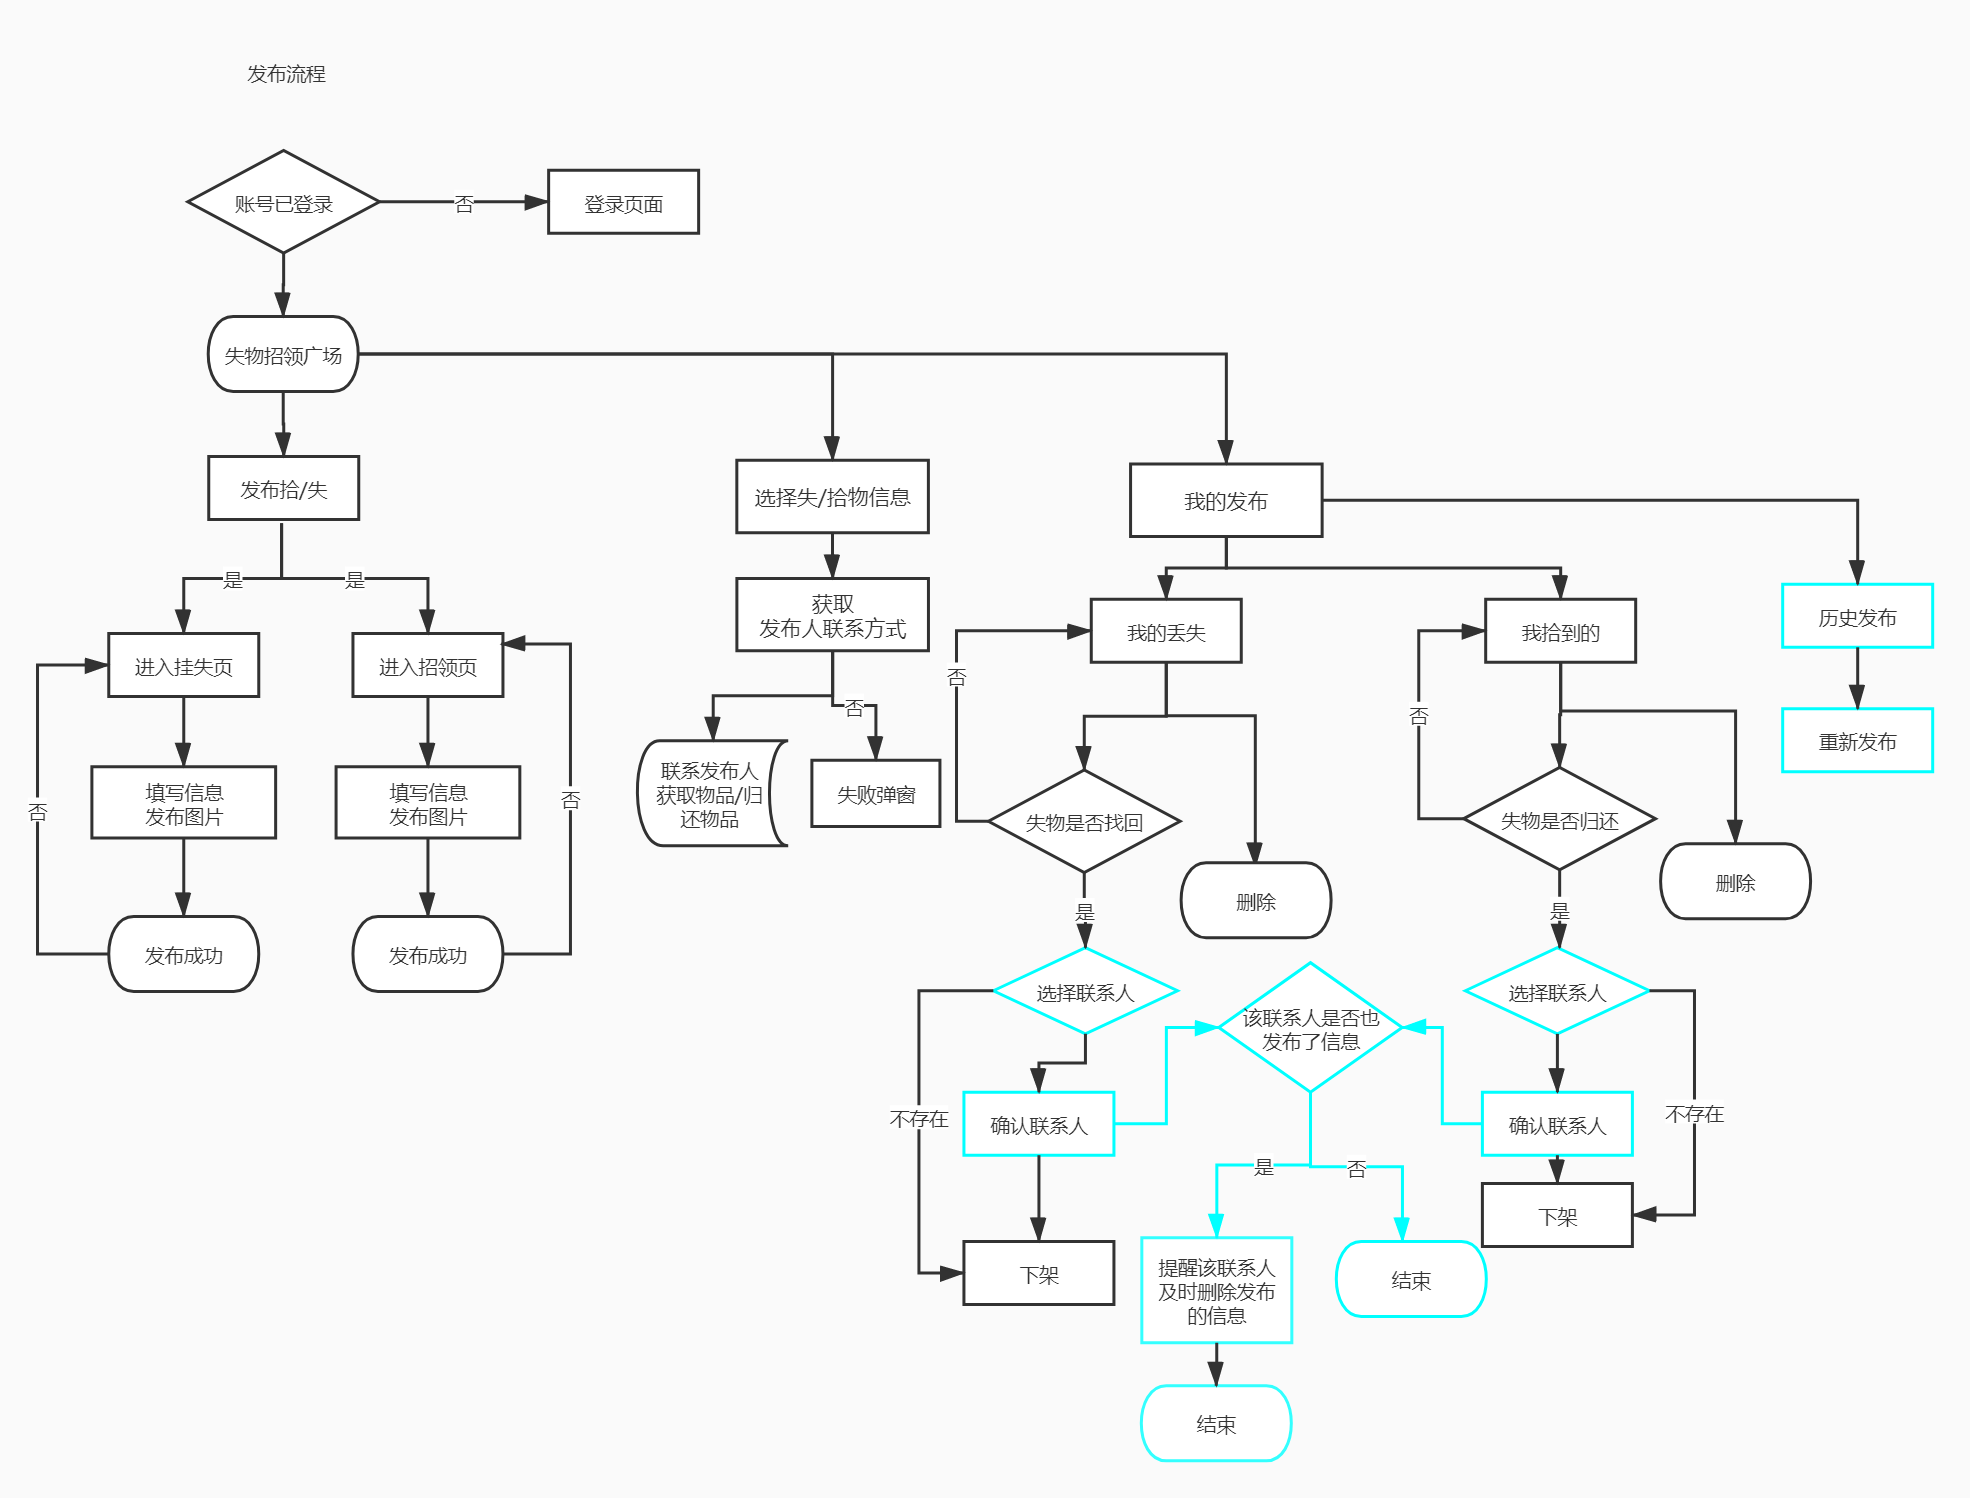 发布流程
账号已登录
否
登录页面
失物招领广场
发布拾/失
选择失/拾物信息
我的发布
是
是
获取
发布人联系方式
历史发布
我的丢失
我拾到的
进入挂失页
进入招领页
否
否
否
重新发布
联系发布人
获取物品/归
还物品
失败弹窗
填写信息
发布图片
填写信息
发布图片
否
否
失物是否找回
失物是否归还
删除
删除
是
是
发布成功
发布成功
选择联系人
该联系人是否也
发布了信息
选择联系人
不存在
确认联系人
确认联系人
不存在
是
否
下架
下架
提醒该联系人
及时删除发布
的信息
结束
结束